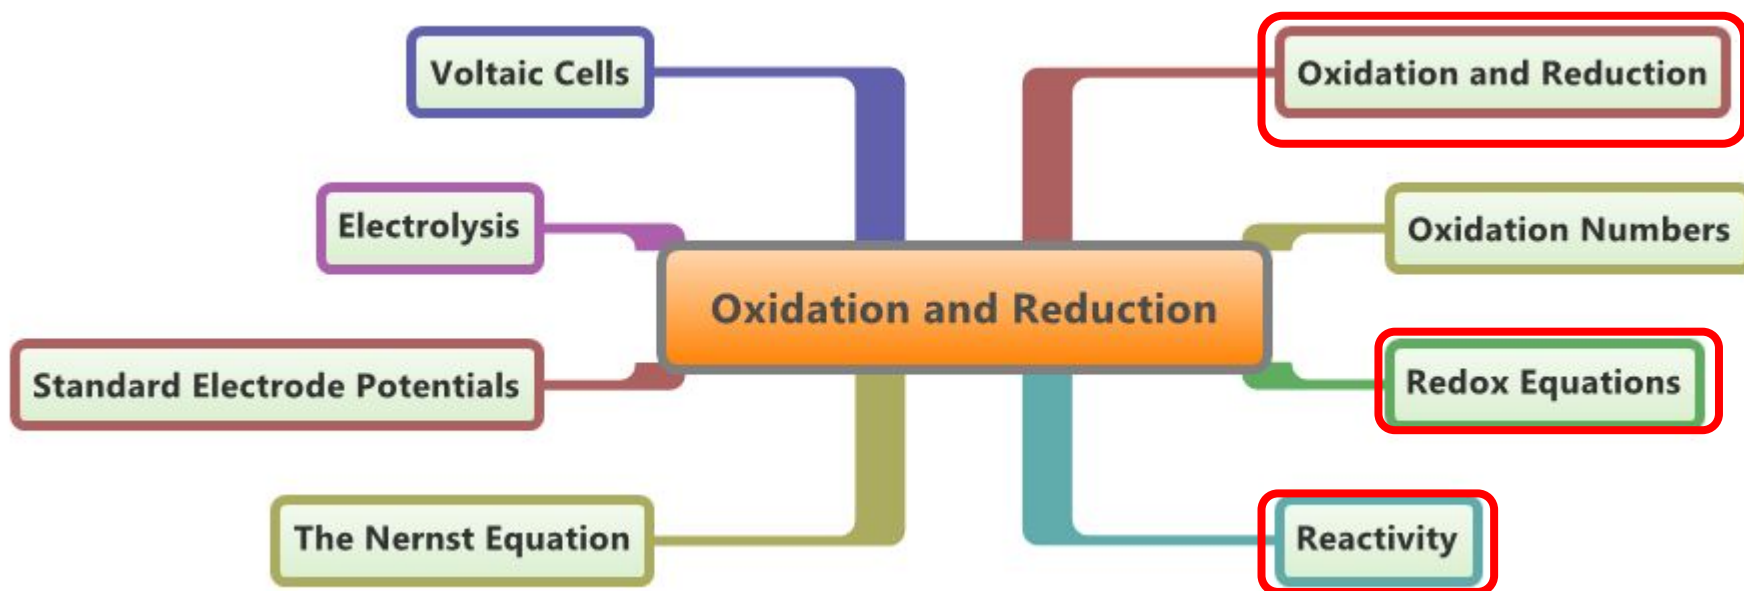 Voltaic Cells
Oxidation and Reduction
Electrolysis
Oxidation Numbers
Oxidation and Reduction
Standard Electrode Potentials
Redox Equations
The Nernst Equation
Reactivity